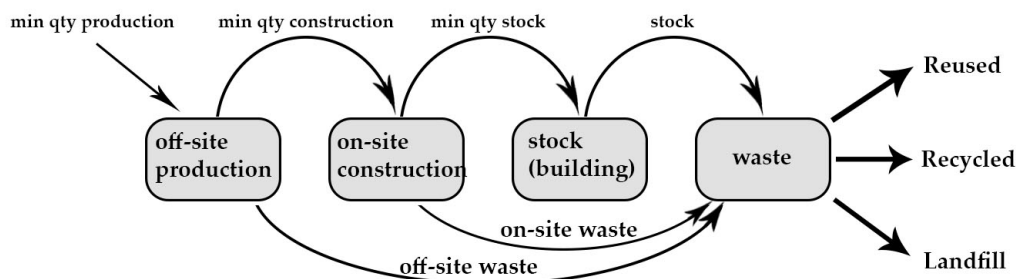 min qty production
min qty construction
min qty stock
stock
off-site
production
on-site
construction
stock
(building)
waste
Reused
Recycled
Landfill
on-site waste
off-site waste